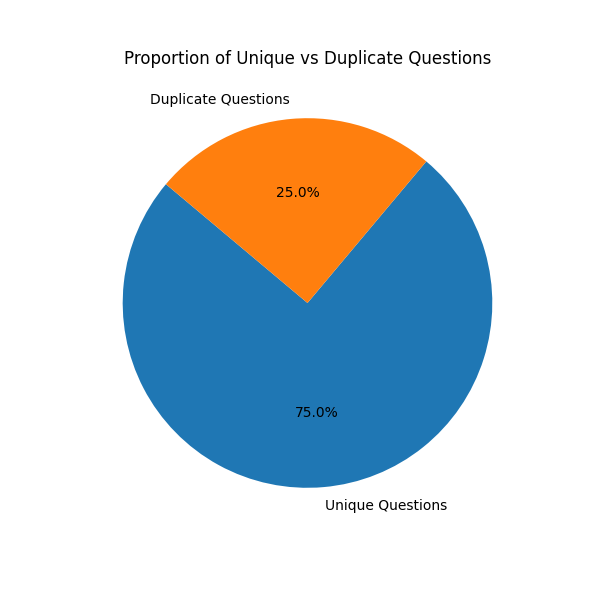 Proportion of Unique vs Duplicate Questions
Duplicate Questions
25.0%
75.0%
Unique Questions